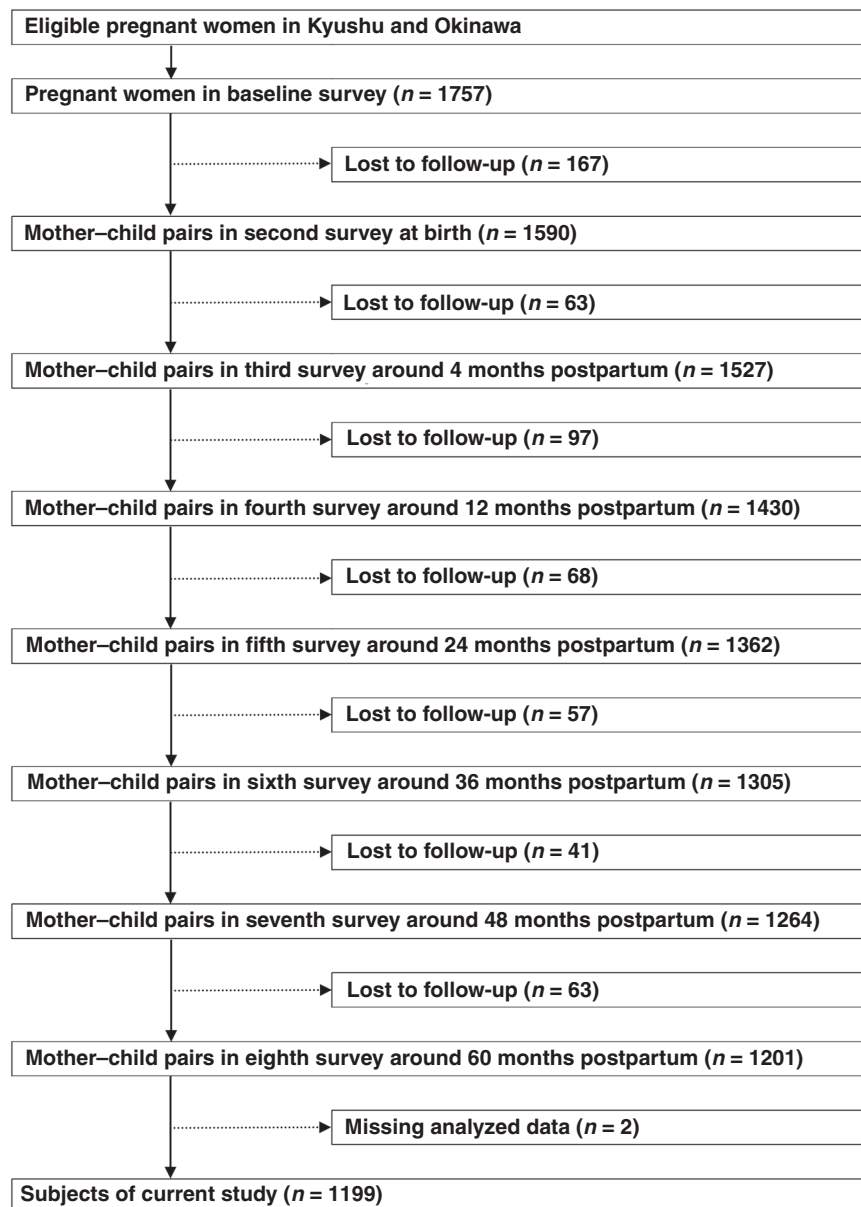 Eligible pregnant women in Kyushu and Okinawa
Pregnant women in baseline survey (n = 1757)
Lost to follow-up (n = 167)
Mother–child pairs in second survey at birth (n = 1590)
Lost to follow-up (n = 63)
Mother–child pairs in third survey around 4 months postpartum (n = 1527)
Lost to follow-up (n = 97)
Mother–child pairs in fourth survey around 12 months postpartum (n = 1430)
Lost to follow-up (n = 68)
Mother–child pairs in fifth survey around 24 months postpartum (n = 1362)
Lost to follow-up (n = 57)
Mother–child pairs in sixth survey around 36 months postpartum (n = 1305)
Lost to follow-up (n = 41)
Mother–child pairs in seventh survey around 48 months postpartum (n = 1264)
Lost to follow-up (n = 63)
Mother–child pairs in eighth survey around 60 months postpartum (n = 1201)
Missing analyzed data (n = 2)
Subjects of current study (n = 1199)